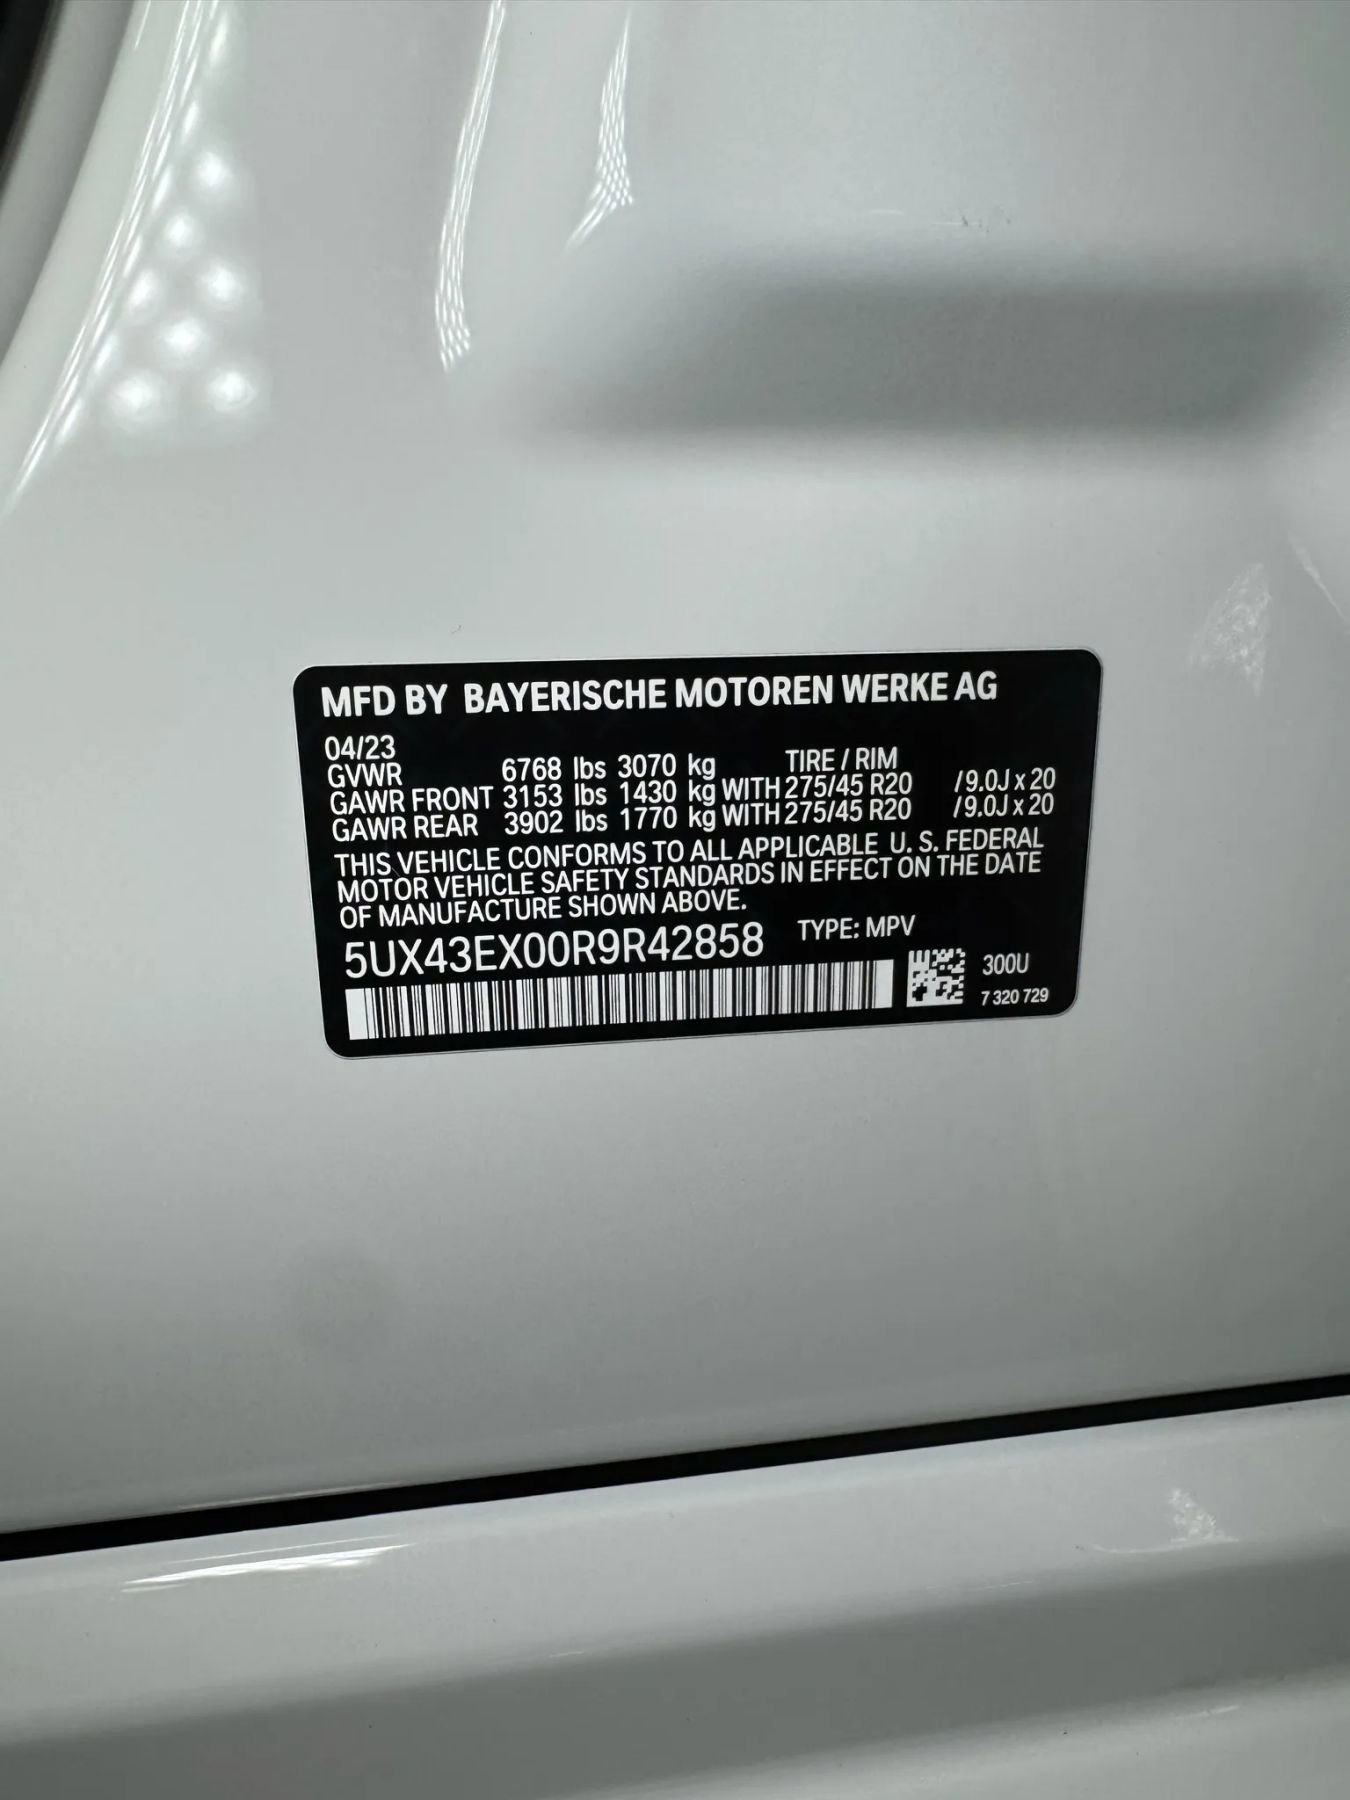 MFD BY BAYERISCHE MOTOREN WERKE AG
04/23
GVWR 6768 lbs 3070 kg TIRE / RIM
GAWR FRONT 3153 lbs 1430 kg WITH 275/45 R20 / 9.0J x 20
GAWR REAR 3902 lbs 1770 kg WITH 275/45 R20 / 9.0J x 20
THIS VEHICLE CONFORMS TO ALL APPLICABLE U. S. FEDERAL
MOTOR VEHICLE SAFETY STANDARDS IN EFFECT ON THE DATE
OF MANUFACTURE SHOWN ABOVE.
5UX43EX00R9R42858 TYPE: MPV
300U
7 320 729